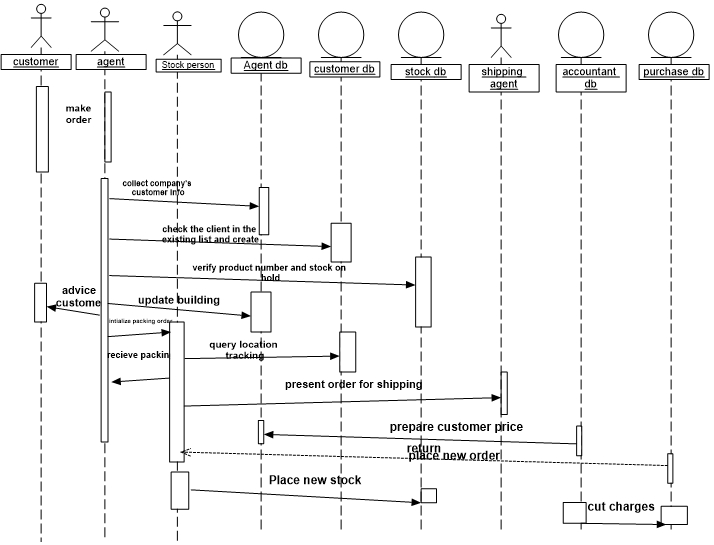 customer
agent
Stock person
Agent db
customer db
stock db
shipping
agent
accountant
db
purchase db
make
order
collect company's
customer info
check the client in the
existing list and create
verify product number and stock on
hold
advice
custome
update building
intialize packing order
query location
tracking
recieve packin
present order for shipping
prepare customer price
return
place new order
Place new stock
cut charges